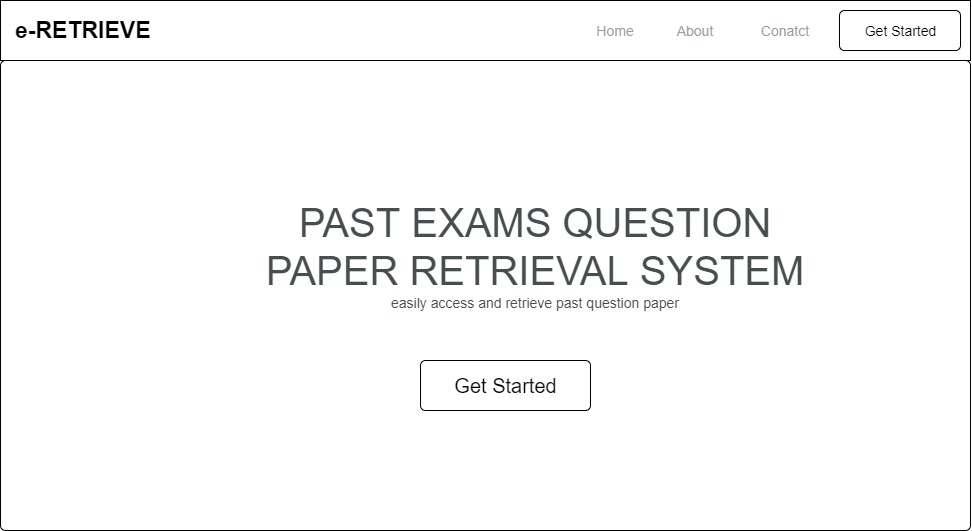 e-RETRIEVE
Home
About
Conatct
Get Started
PAST EXAMS QUESTION
PAPER RETRIEVAL SYSTEM
easily access and retrieve past question paper
Get Started